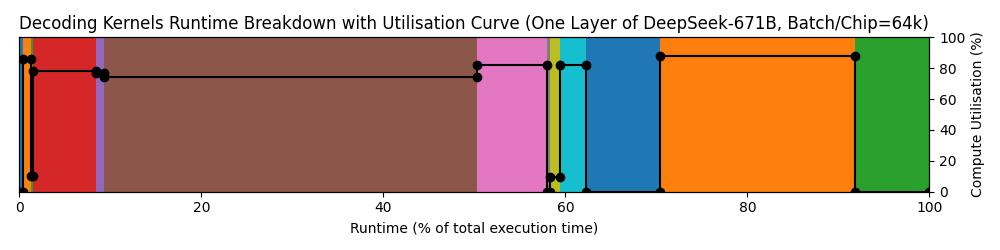 Decoding Kernels Runtime Breakdown with Utilisation Curve (One Layer of DeepSeek-671B, Batch/Chip=64k)
100
80
60
40
20
0
Compute Utilisation (%)
0 20 40 60 80 100
Runtime (% of total execution time)